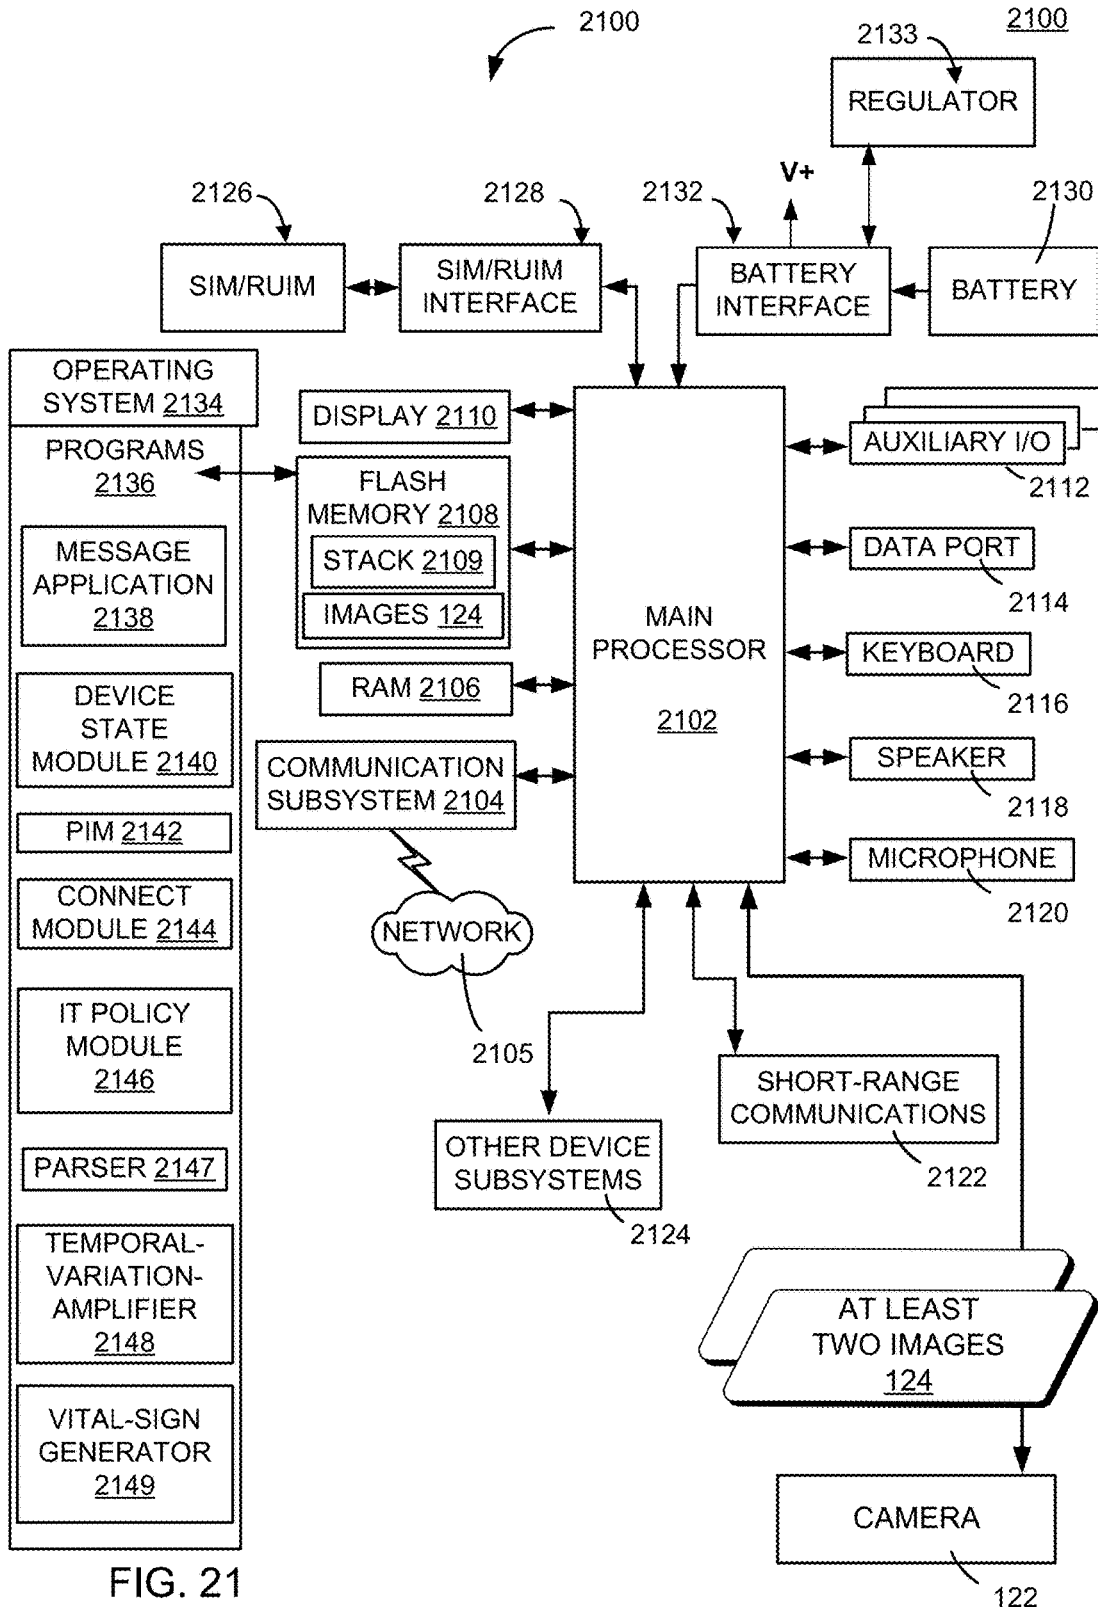 2100
2100
2133
REGULATOR
V+
2126
2128
2132
2130
SIM/RUIM
SIM/RUIM
INTERFACE
BATTERY
INTERFACE
BATTERY
OPERATING
SYSTEM 2134
PROGRAMS
2136
MESSAGE
APPLICATION
2138
DEVICE
STATE
MODULE 2140
PIM 2142
CONNECT
MODULE 2144
IT POLICY
MODULE
2146
PARSER 2147
TEMPORAL-
VARIATION-
AMPLIFIER
2148
VITAL-SIGN
GENERATOR
2149
DISPLAY 2110
FLASH
MEMORY 2108
STACK 2109
IMAGES 124
RAM 2106
COMMUNICATION
SUBSYSTEM 2104
NETWORK
2105
MAIN
PROCESSOR
2102
AUXILIARY I/O
2112
DATA PORT
2114
KEYBOARD
2116
SPEAKER
2118
MICROPHONE
2120
SHORT-RANGE
COMMUNICATIONS
2122
OTHER DEVICE
SUBSYSTEMS
2124
AT LEAST
TWO IMAGES
124
CAMERA
122
FIG. 21